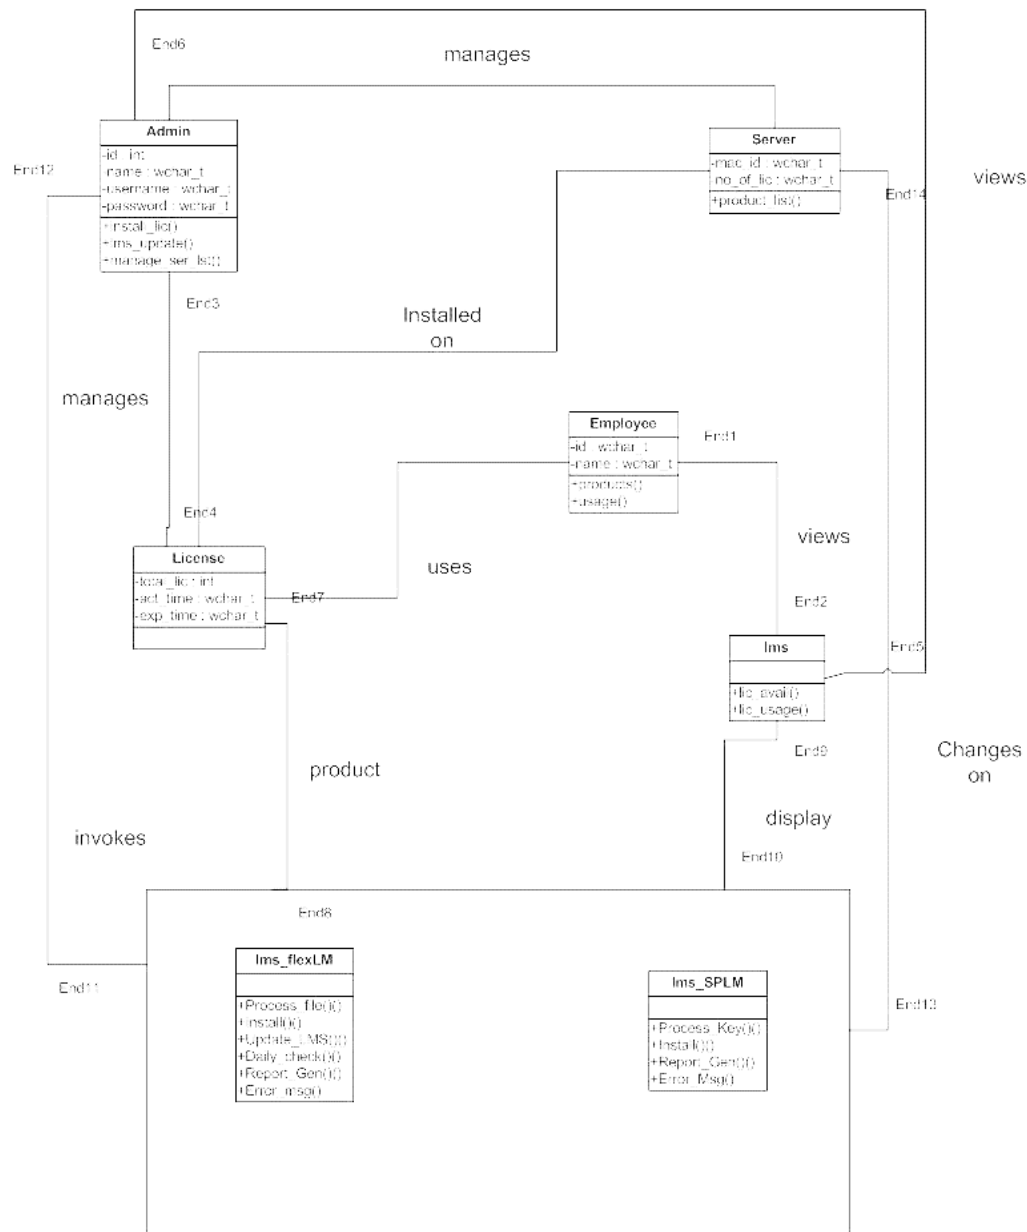 End6
manages
Admin
-id : int
-name : wchar_t
-username : wchar_t
-password : wchar_t
+install_lic()
+lms_update()
+manage_ser_lst()
End12
Server
-mac_id : wchar_t
-no_of_lic : wchar_t
+product_list()
End14
views
End3
Installed
on
manages
Employee
-id : wchar_t
-name : wchar_t
+products()
+usage()
End1
End4
License
-total_lic : int
-act_time : wchar_t
-exp_time : wchar_t
End7
uses
views
End2
lms
+lic_avail()
+lic_usage()
End5
End9
Changes
on
product
display
invokes
End10
End8
lms_flexLM
+Process_file()()
+Install()()
+Update_LMS()()
+Daily_check()()
+Report_Gen()()
+Error_msg()
End11
lms_SPLM
+Process_Key()()
+Install()()
+Report_Gen()()
+Error_Msg()
End13